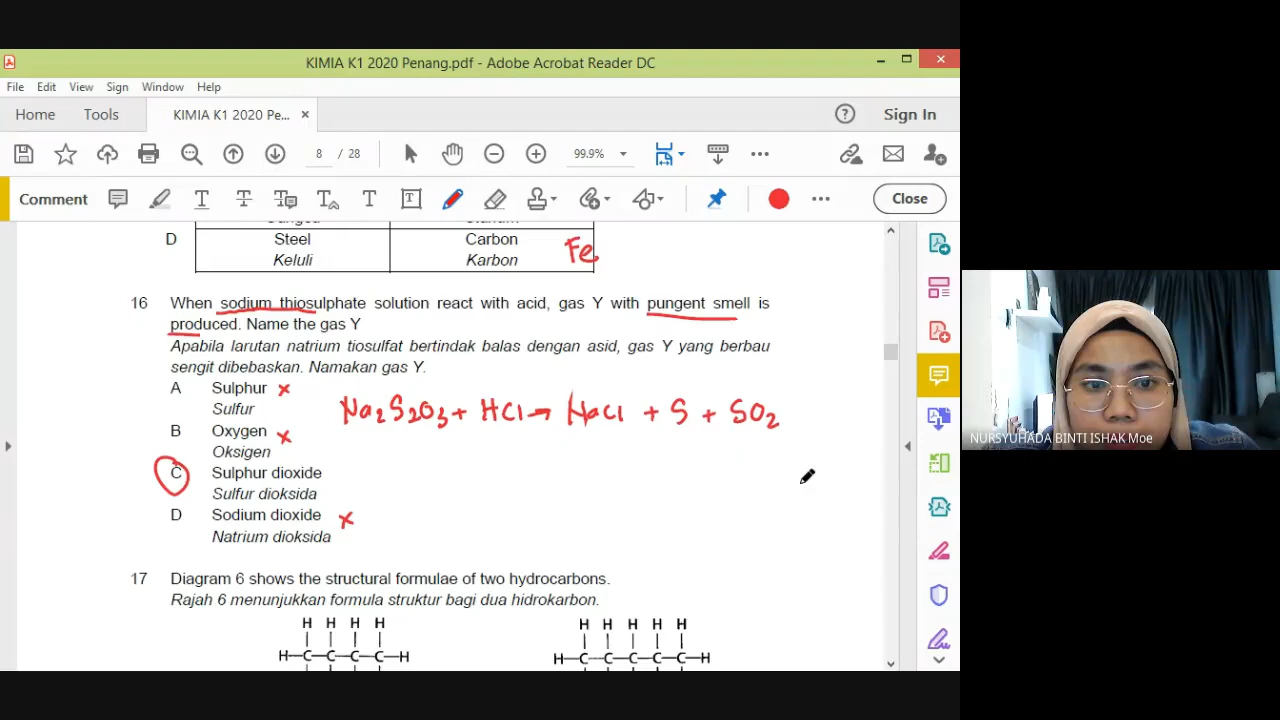 KIMIA K1 2020 Penang.pdf - Adobe Acrobat Reader DC
File Edit View Sign Window Help
Home Tools KIMIA K1 2020 Pe... × Sign In
8 / 28 99.9%
Comment Close
D Steel Carbon Fe
Keluli Karbon
16 When sodium thiosulphate solution react with acid, gas Y with pungent smell is
produced. Name the gas Y
Apabila larutan natrium tiosulfat bertindak balas dengan asid, gas Y yang berbau
sengit dibebaskan. Namakan gas Y.
A Sulphur ×
Sulfur
Na2S2O3 + HCl → NaCl + S + SO2
B Oxygen ×
Oksigen
C Sulphur dioxide
Sulfur dioksida
D Sodium dioxide ×
Natrium dioksida
17 Diagram 6 shows the structural formulae of two hydrocarbons.
Rajah 6 menunjukkan formula struktur bagi dua hidrokarbon.
H H H H H H H H H
H—C—C—C—C—H H—C—C—C—C—C—H
NURSYUHADA BINTI ISHAK Moe